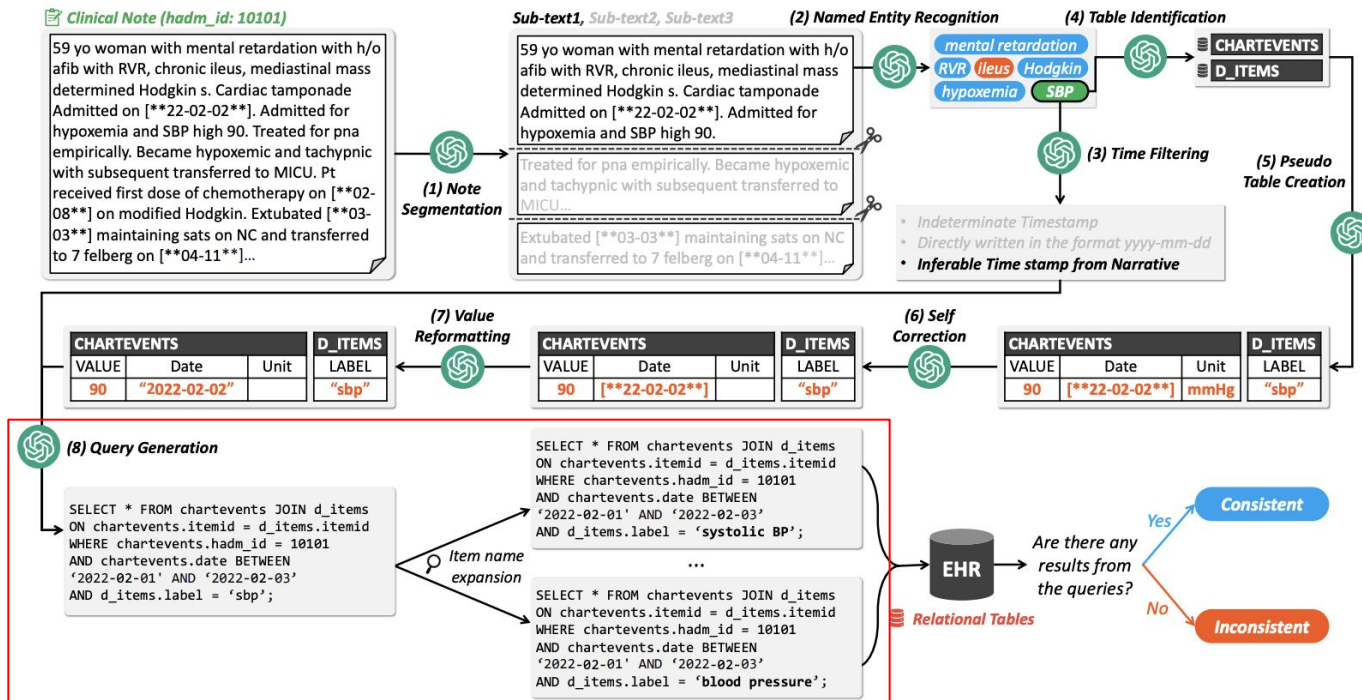 Clinical Note (hadm_id: 10101)
59 yo woman with mental retardation with h/o
afib with RVR, chronic ileus, mediastinal mass
determined Hodgkin s. Cardiac tamponade
Admitted on [**22-02-02**]. Admitted for
hypoxemia and SBP high 90. Treated for pna
empirically. Became hypoxemic and tachypnic
with subsequent transferred to MICU. Pt
received first dose of chemotherapy on [**02-
08**] on modified Hodgkin. Extubated [**03-
03**] maintaining sats on NC and transferred
to 7 felberg on [**04-11**]...
(1) Note
Segmentation
Sub-text1, Sub-text2, Sub-text3
59 yo woman with mental retardation with h/o
afib with RVR, chronic ileus, mediastinal mass
determined Hodgkin s. Cardiac tamponade
Admitted on [**22-02-02**]. Admitted for
hypoxemia and SBP high 90.
Treated for pna empirically. Became hypoxemic
and tachypnic with subsequent transferred to
MICU...
Extubated [**03-03**] maintaining sats on NC
and transferred to 7 felberg on [**04-11**]...
(2) Named Entity Recognition
mental retardation
RVR ileus Hodgkin
hypoxemia SBP
(4) Table Identification
CHARTEVENTS
D_ITEMS
(3) Time Filtering
• Indeterminate Timestamp
• Directly written in the format yyyy-mm-dd
• Inferable Time stamp from Narrative
(5) Pseudo
Table Creation
(7) Value
Reformatting
(6) Self
Correction
CHARTEVENTS D_ITEMS
VALUE Date Unit LABEL
90 “2022-02-02” “sbp”
CHARTEVENTS D_ITEMS
VALUE Date Unit LABEL
90 [**22-02-02**] “sbp”
CHARTEVENTS D_ITEMS
VALUE Date Unit LABEL
90 [**22-02-02**] mmHg “sbp”
(8) Query Generation
SELECT * FROM chartevents JOIN d_items
ON chartevents.itemid = d_items.itemid
WHERE chartevents.hadm_id = 10101
AND chartevents.date BETWEEN
‘2022-02-01' AND ‘2022-02-03’
AND d_items.label = ‘sbp’;
Item name
expansion
SELECT * FROM chartevents JOIN d_items
ON chartevents.itemid = d_items.itemid
WHERE chartevents.hadm_id = 10101
AND chartevents.date BETWEEN
‘2022-02-01' AND ‘2022-02-03’
AND d_items.label = ‘systolic BP’;
...
SELECT * FROM chartevents JOIN d_items
ON chartevents.itemid = d_items.itemid
WHERE chartevents.hadm_id = 10101
AND chartevents.date BETWEEN
‘2022-02-01' AND ‘2022-02-03’
AND d_items.label = ‘blood pressure’;
EHR
Relational Tables
Are there any
results from
the queries?
Yes
No
Consistent
Inconsistent